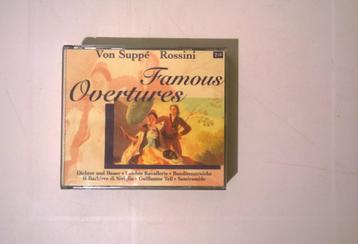 Von Suppé Rossini
Famous
Overtures
Dichter und Bauer • Leichte Kavallerie • Banditenstreiche
Il Barbiere di Siviglia • Guillaume Tell • Semiramide